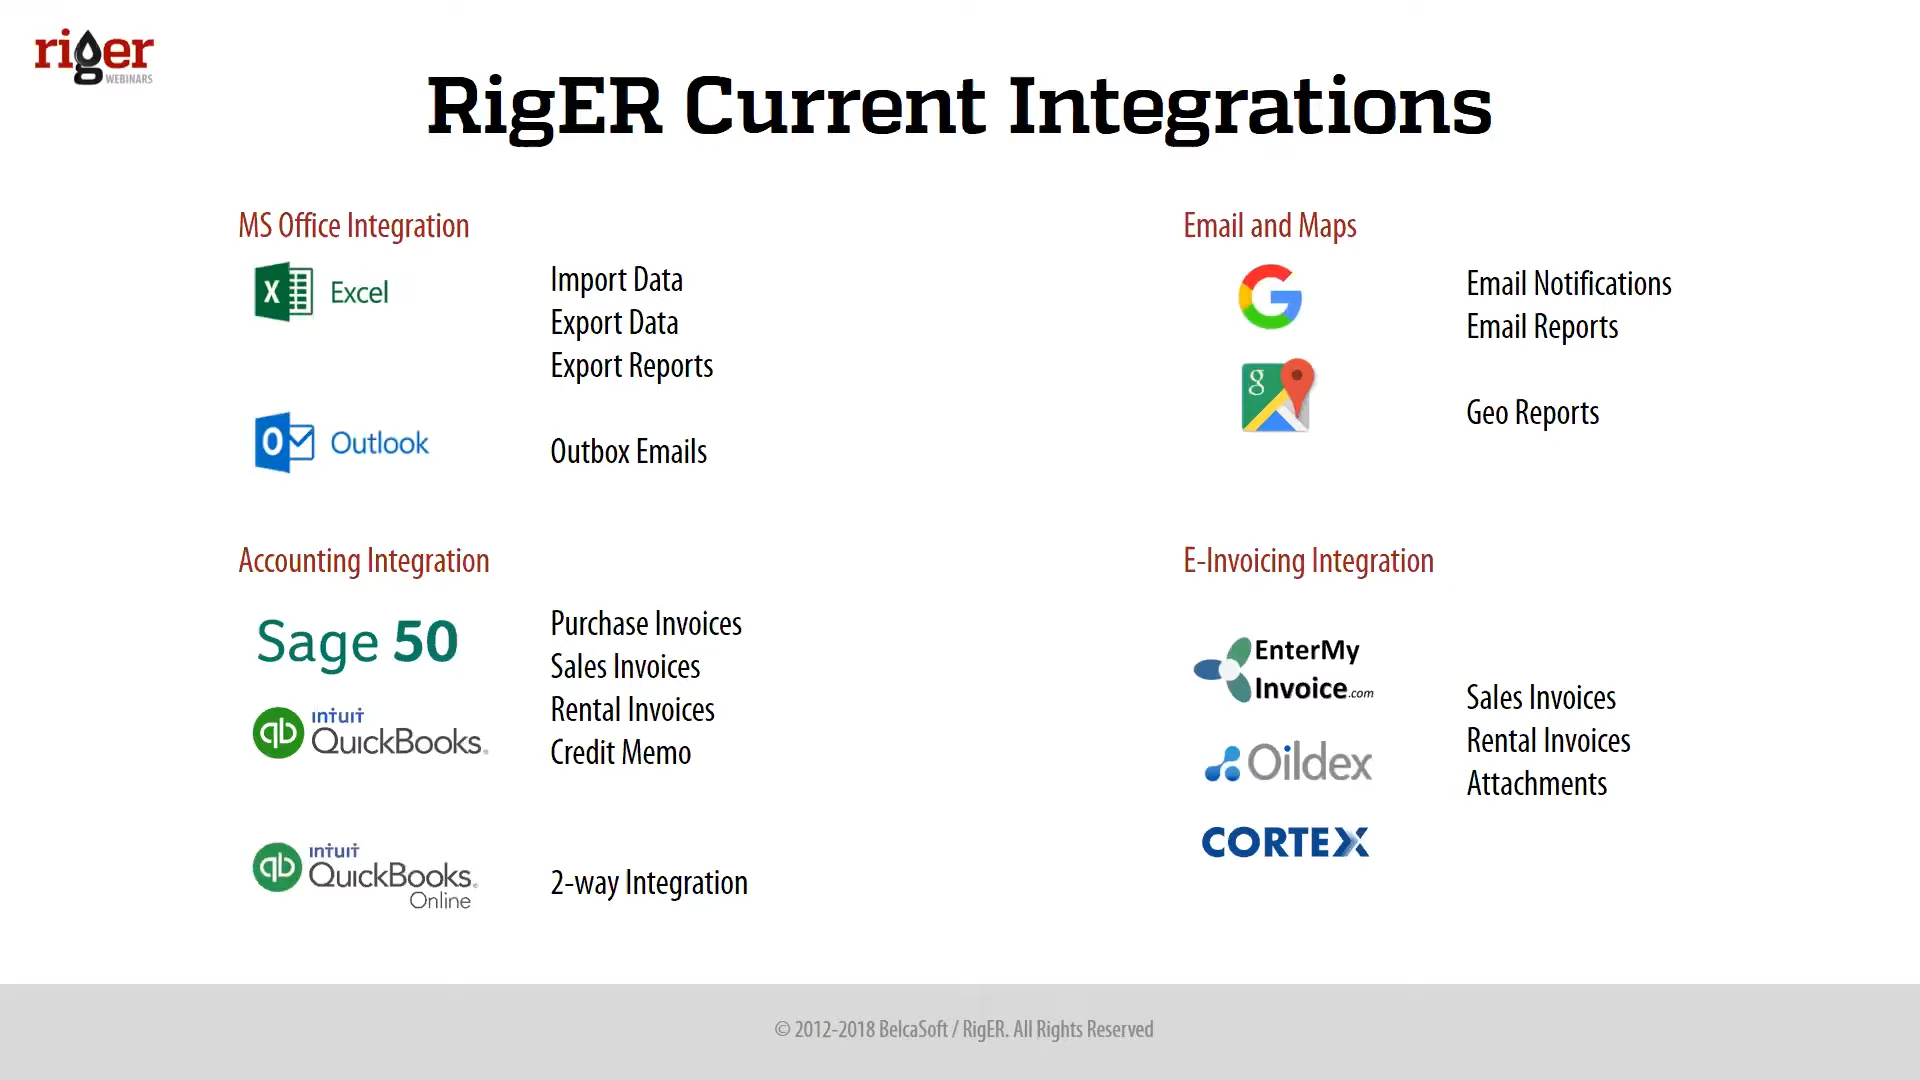 riger
WEBINARS
RigER Current Integrations
MS Office Integration
Excel
Import Data
Export Data
Export Reports
Outlook
Outbox Emails
Email and Maps
Email Notifications
Email Reports
g
Geo Reports
Accounting Integration
Sage 50
intuit
QuickBooks.
Purchase Invoices
Sales Invoices
Rental Invoices
Credit Memo
intuit
QuickBooks.
Online
2-way Integration
E-Invoicing Integration
EnterMy
Invoice.com
Oildex
CORTEX
Sales Invoices
Rental Invoices
Attachments
© 2012-2018 BelcaSoft / RigER. All Rights Reserved